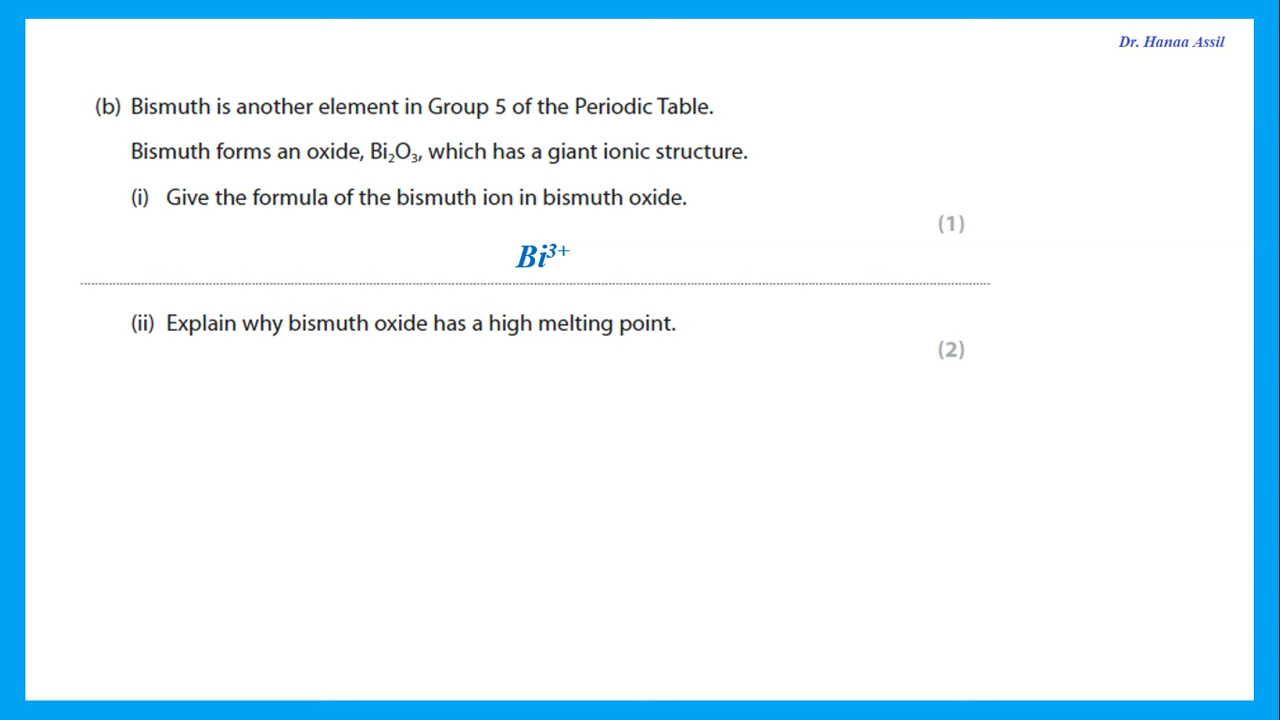 Dr. Hanaa Assil
(b) Bismuth is another element in Group 5 of the Periodic Table.
Bismuth forms an oxide, Bi₂O₃, which has a giant ionic structure.
(i) Give the formula of the bismuth ion in bismuth oxide.
(1)
Bi³⁺
(ii) Explain why bismuth oxide has a high melting point.
(2)